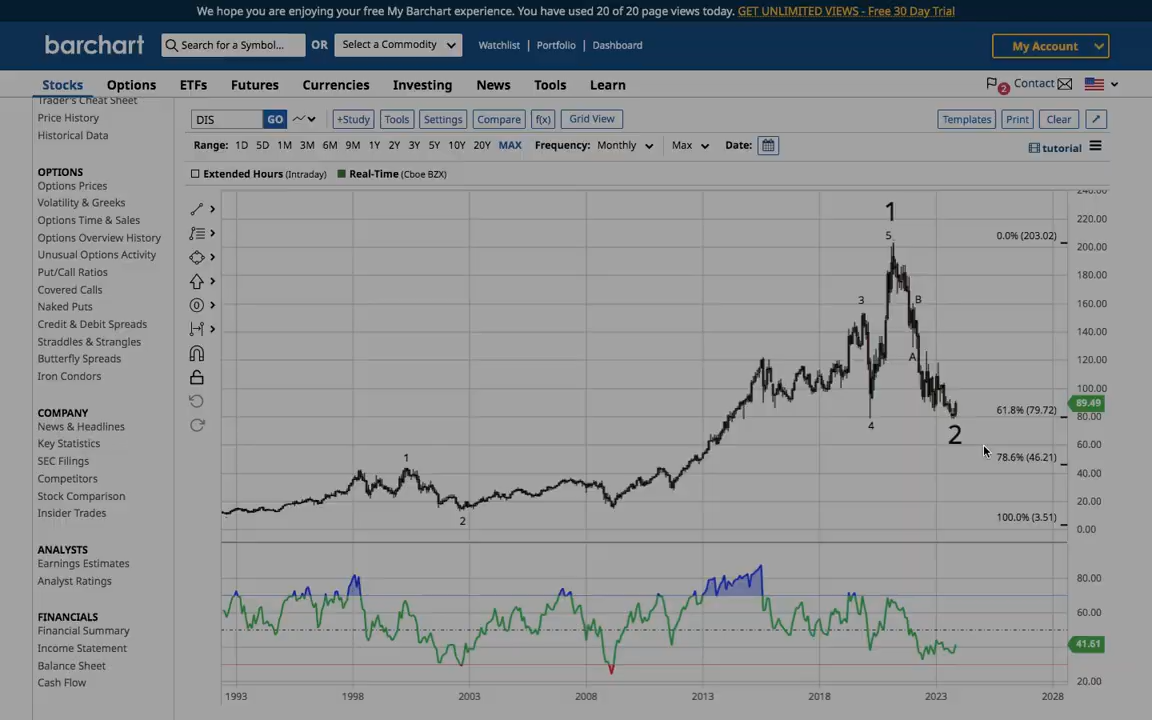 We hope you are enjoying your free My Barchart experience. You have used 20 of 20 page views today. GET UNLIMITED VIEWS - Free 30 Day Trial
barchart Search for a Symbol... OR Select a Commodity Watchlist | Portfolio | Dashboard My Account
Stocks Options ETFs Futures Currencies Investing News Tools Learn 2 Contact
Trader's Cheat Sheet
Price History
Historical Data
OPTIONS
Options Prices
Volatility & Greeks
Options Time & Sales
Options Overview History
Unusual Options Activity
Put/Call Ratios
Covered Calls
Naked Puts
Credit & Debit Spreads
Straddles & Strangles
Butterfly Spreads
Iron Condors
COMPANY
News & Headlines
Key Statistics
SEC Filings
Competitors
Stock Comparison
Insider Trades
ANALYSTS
Earnings Estimates
Analyst Ratings
FINANCIALS
Financial Summary
Income Statement
Balance Sheet
Cash Flow
DIS GO +Study Tools Settings Compare f(x) Grid View Templates Print Clear
Range: 1D 5D 1M 3M 6M 9M 1Y 2Y 3Y 5Y 10Y 20Y MAX Frequency: Monthly Max Date: tutorial
Extended Hours (Intraday) Real-Time (Cboe BZX)
240.00
1
220.00
5 0.0% (203.02)
200.00
180.00
3 B 160.00
140.00
A 120.00
100.00
89.49
61.8% (79.72) 80.00
4
2
60.00
1 78.6% (46.21)
40.00
20.00
2 100.0% (3.51)
0.00
80.00
60.00
41.61
20.00
1993 1998 2003 2008 2013 2018 2023 2028